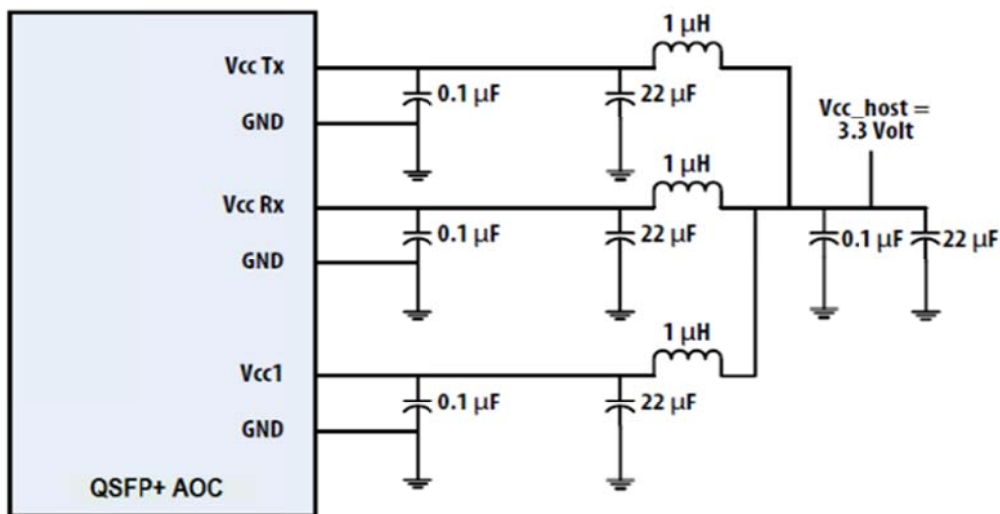 1 µH
Vcc Tx
0.1 µF
22 µF
GND
Vcc_host =
3.3 Volt
1 µH
Vcc Rx
0.1 µF
22 µF
0.1 µF
22 µF
GND
1 µH
Vcc1
0.1 µF
22 µF
GND
QSFP+ AOC